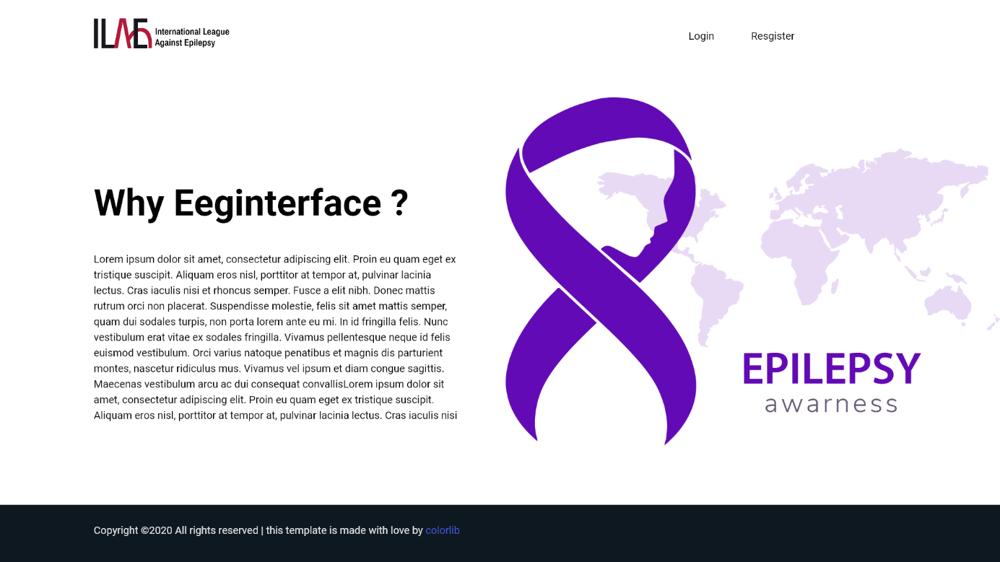 ILAE International League
Against Epilepsy
Login
Resgister
Why Eeginterface ?
Lorem ipsum dolor sit amet, consectetur adipiscing elit. Proin eu quam eget ex
tristique suscipit. Aliquam eros nisl, porttitor at tempor at, pulvinar lacinia
lectus. Cras iaculis nisi et rhoncus semper. Fusce a elit nibh. Donec mattis
rutrum orci non placerat. Suspendisse molestie, felis sit amet mattis semper,
quam dui sodales turpis, non porta lorem ante eu mi. In id fringilla felis. Nunc
vestibulum erat vitae ex sodales fringilla. Vivamus pellentesque neque id felis
euismod vestibulum. Orci varius natoque penatibus et magnis dis parturient
montes, nascetur ridiculus mus. Vivamus vel ipsum et diam congue sagittis.
Maecenas vestibulum arcu ac dui consequat convallisLorem ipsum dolor sit
amet, consectetur adipiscing elit. Proin eu quam eget ex tristique suscipit.
Aliquam eros nisl, porttitor at tempor at, pulvinar lacinia lectus. Cras iaculis nisi
EPILEPSY
awarness
Copyright ©2020 All rights reserved | this template is made with love by colorlib